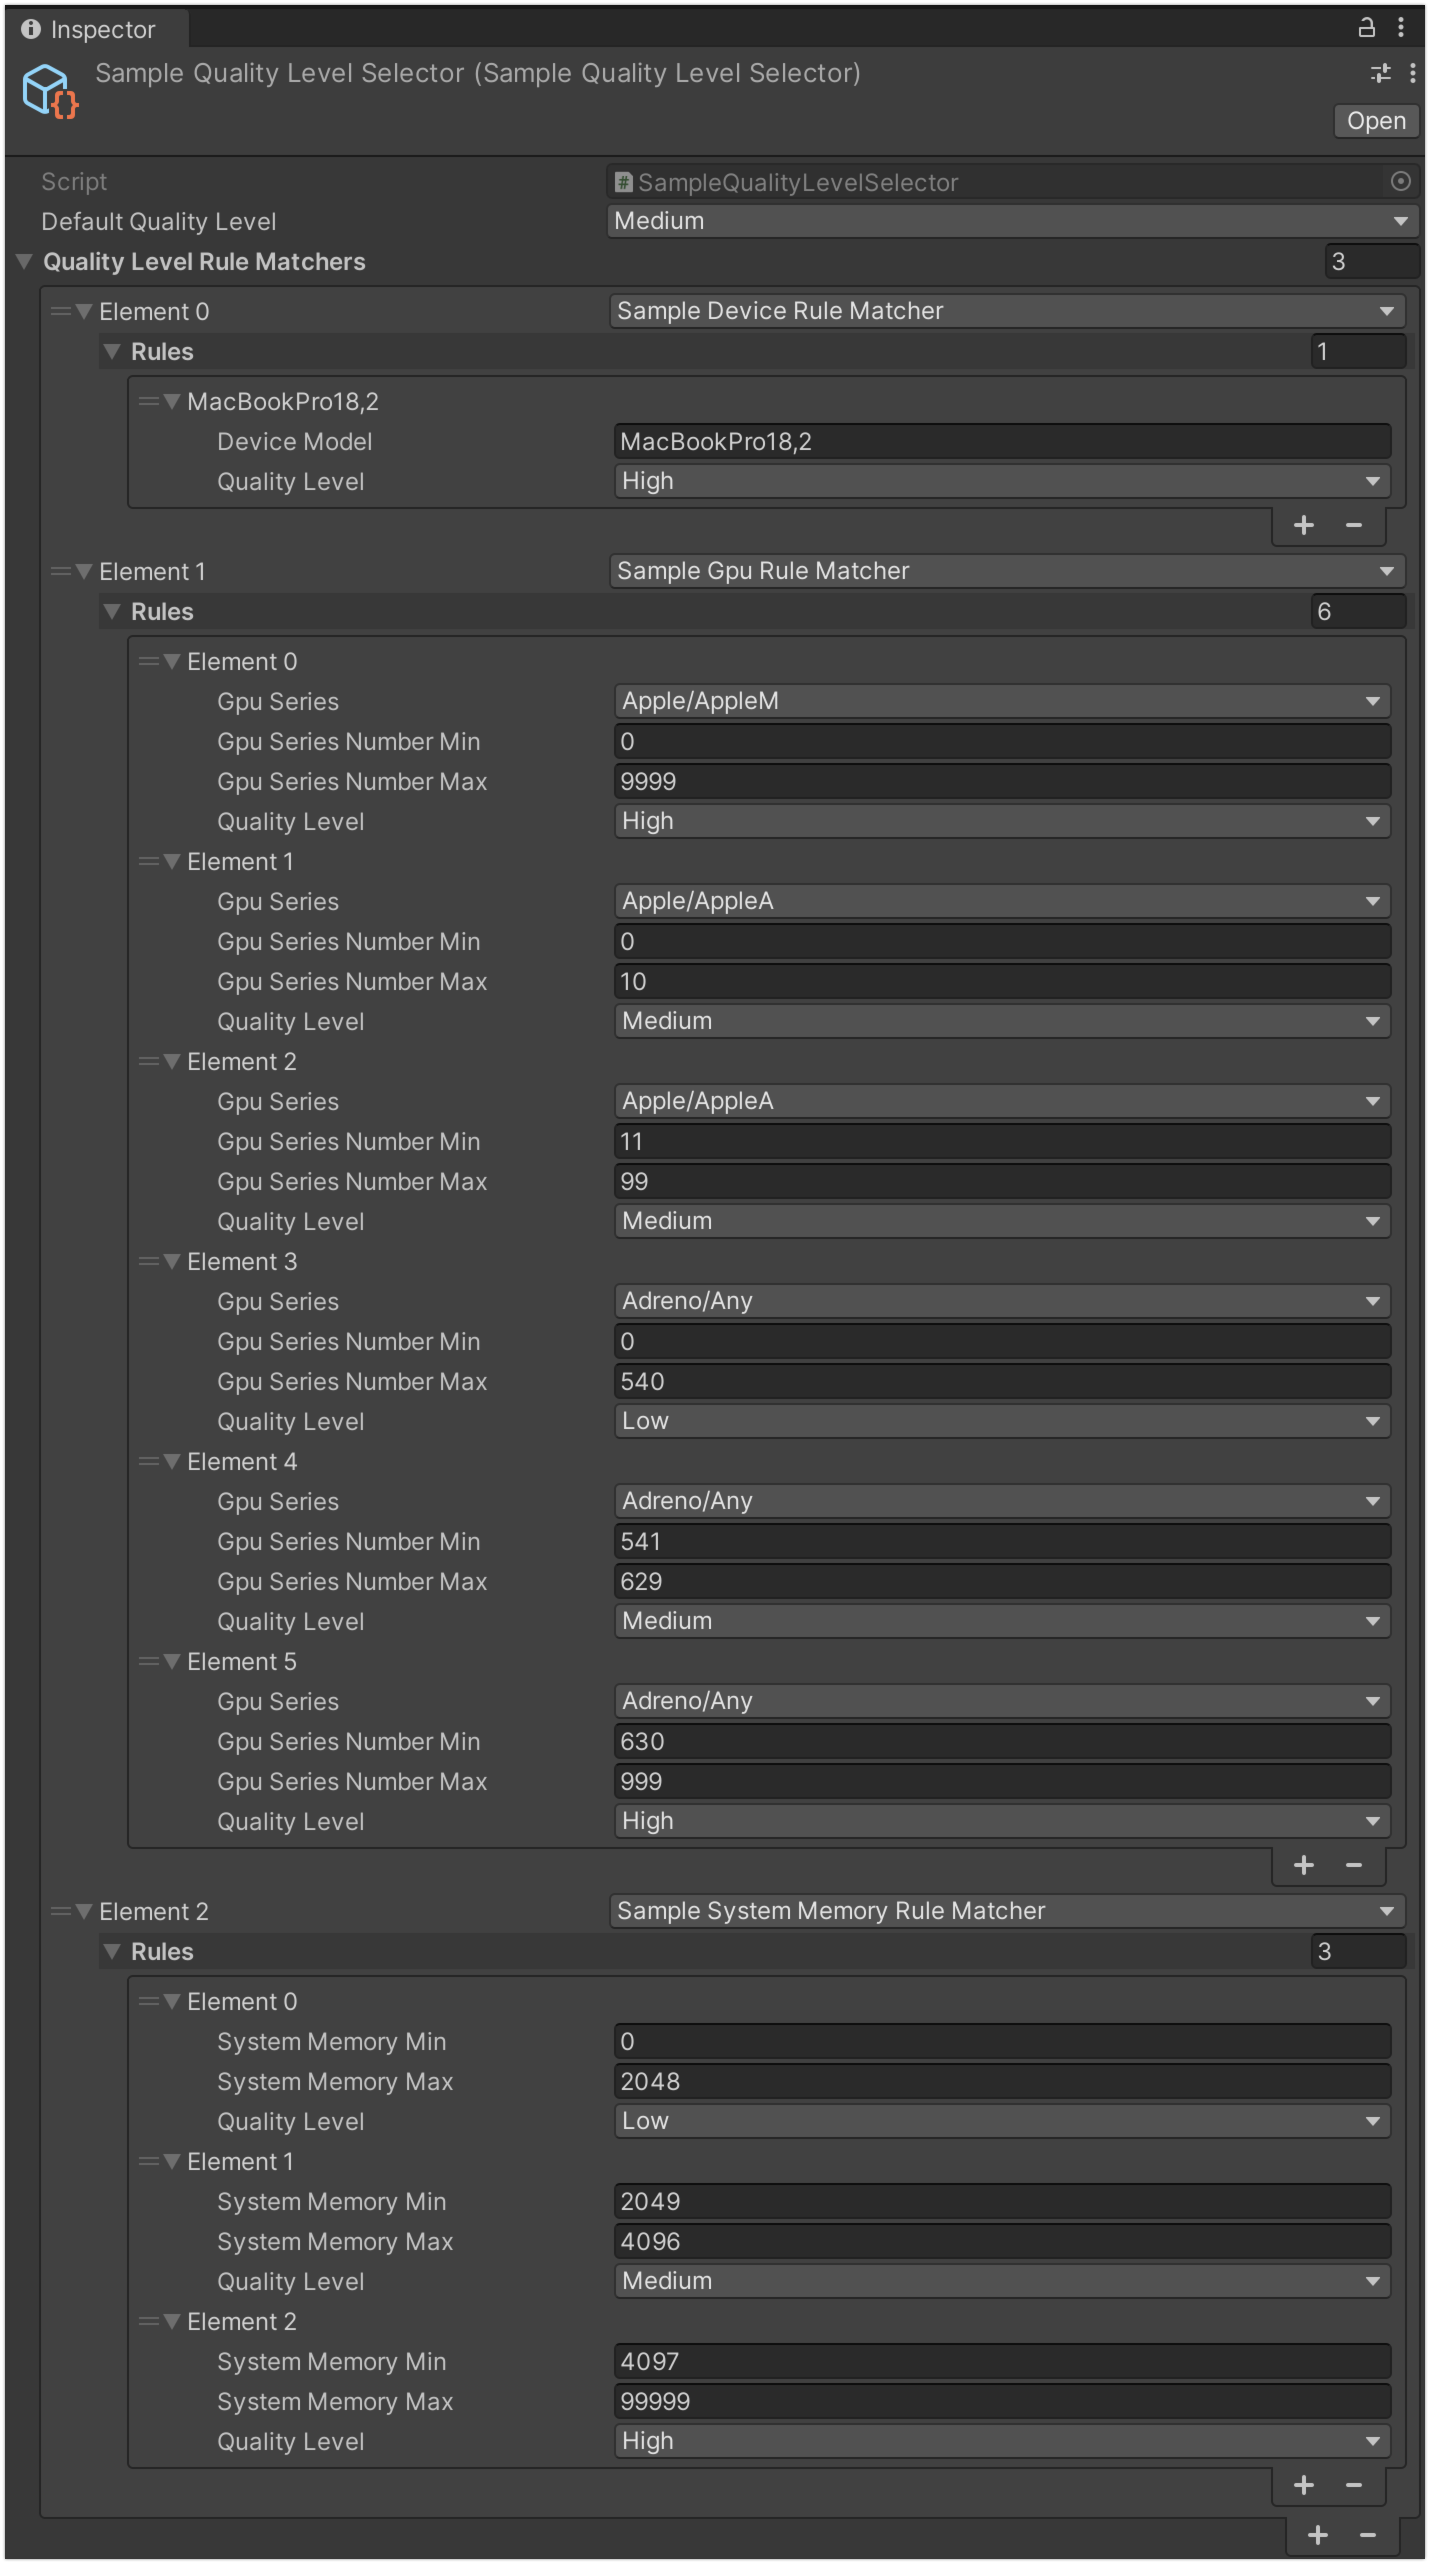 Inspector
Sample Quality Level Selector (Sample Quality Level Selector)
Open
Script SampleQualityLevelSelector
Default Quality Level Medium
Quality Level Rule Matchers 3
Element 0 Sample Device Rule Matcher
Rules 1
MacBookPro18,2
Device Model MacBookPro18,2
Quality Level High
Element 1 Sample Gpu Rule Matcher
Rules 6
Element 0
Gpu Series Apple/AppleM
Gpu Series Number Min 0
Gpu Series Number Max 9999
Quality Level High
Element 1
Gpu Series Apple/AppleA
Gpu Series Number Min 0
Gpu Series Number Max 10
Quality Level Medium
Element 2
Gpu Series Apple/AppleA
Gpu Series Number Min 11
Gpu Series Number Max 99
Quality Level Medium
Element 3
Gpu Series Adreno/Any
Gpu Series Number Min 0
Gpu Series Number Max 540
Quality Level Low
Element 4
Gpu Series Adreno/Any
Gpu Series Number Min 541
Gpu Series Number Max 629
Quality Level Medium
Element 5
Gpu Series Adreno/Any
Gpu Series Number Min 630
Gpu Series Number Max 999
Quality Level High
Element 2 Sample System Memory Rule Matcher
Rules 3
Element 0
System Memory Min 0
System Memory Max 2048
Quality Level Low
Element 1
System Memory Min 2049
System Memory Max 4096
Quality Level Medium
Element 2
System Memory Min 4097
System Memory Max 99999
Quality Level High